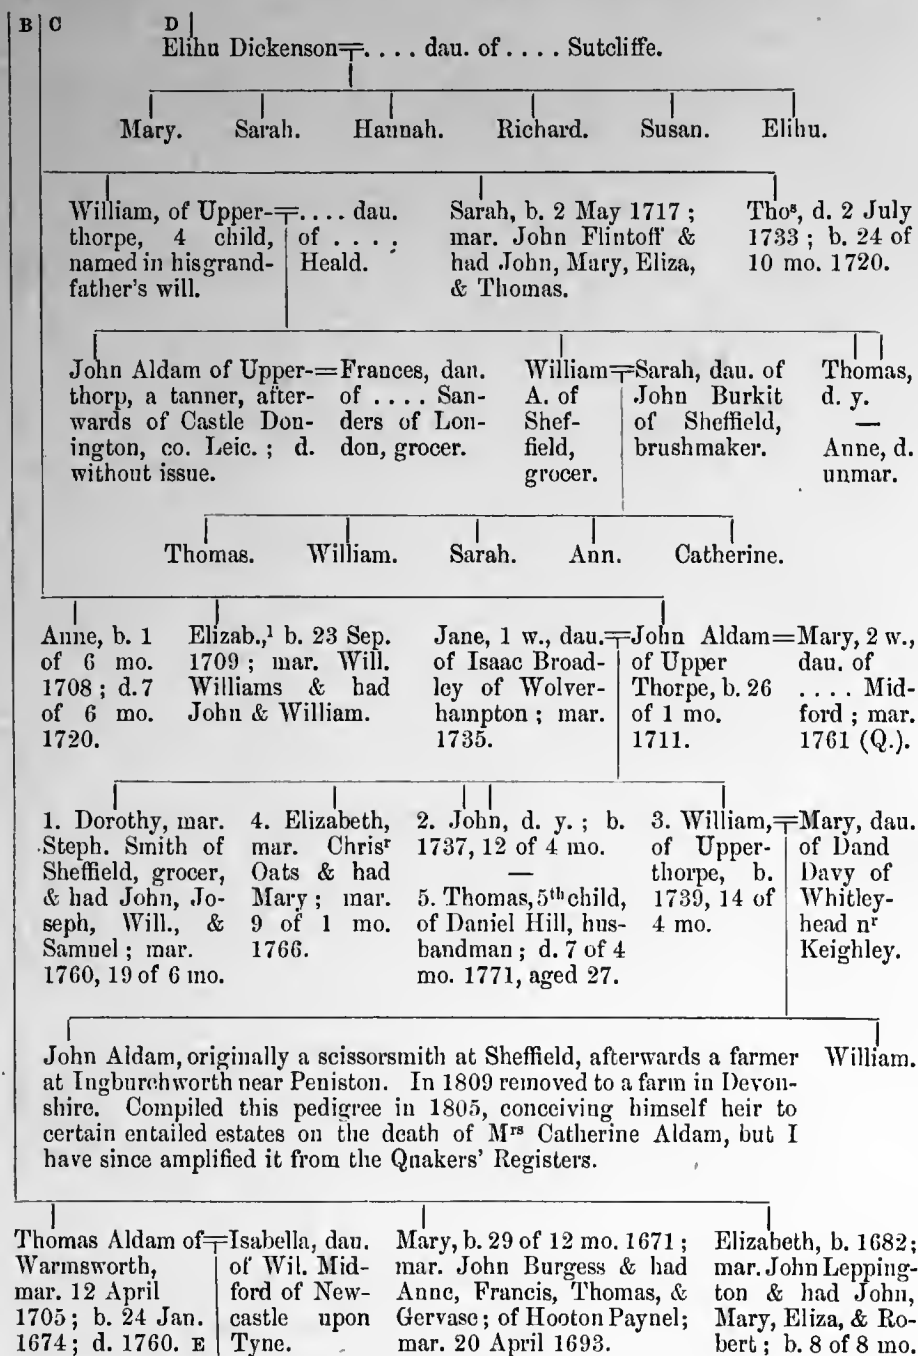 B C D
Elihu Dickenson=. . . . dau. of . . . . Sutcliffe.
Mary. Sarah. Hannah. Richard. Susan. Elihu.
William, of Upper-
thorpe, 4 child,
named in hisgrand-
father's will.
=. . . . dau.
of . . . .
Heald.
Sarah, b. 2 May 1717 ;
mar. John Flintoff &
had John, Mary, Eliza,
& Thomas.
Thoˢ, d. 2 July
1733 ; b. 24 of
10 mo. 1720.
John Aldam of Upper-
thorp, a tanner, after-
wards of Castle Don-
ington, co. Leic. ; d.
without issue.
=Frances, dau.
of . . . . San-
ders of Lon-
don, grocer.
William
A. of
Shef-
field,
grocer.
=Sarah, dau. of
John Burkit
of Sheffield,
brushmaker.
Thomas,
d. y.
—
Anne, d.
unmar.
Thomas. William. Sarah. Ann. Catherine.
Anne, b. 1
of 6 mo.
1708 ; d. 7
of 6 mo.
1720.
Elizab.,¹ b. 23 Sep.
1709 ; mar. Will.
Williams & had
John & William.
Jane, 1 w., dau.
of Isaac Broad-
ley of Wolver-
hampton ; mar.
1735.
=John Aldam
of Upper
Thorpe, b. 26
of 1 mo.
1711.
=Mary, 2 w.,
dau. of
. . . . Mid-
ford ; mar.
1761 (Q.).
1. Dorothy, mar.
Steph. Smith of
Sheffield, grocer,
& had John, Jo-
seph, Will., &
Samuel ; mar.
1760, 19 of 6 mo.
4. Elizabeth,
mar. Chrisʳ
Oats & had
Mary ; mar.
9 of 1 mo.
1766.
2. John, d. y. ; b.
1737, 12 of 4 mo.
—
5. Thomas, 5ᵗʰ child,
of Daniel Hill, hus-
bandman ; d. 7 of 4
mo. 1771, aged 27.
3. William,
of Upper-
thorpe, b.
1739, 14 of
4 mo.
=Mary, dau.
of Dand
Davy of
Whitley-
head nʳ
Keighley.
John Aldam, originally a scissorsmith at Sheffield, afterwards a farmer
at Ingburchworth near Peniston. In 1809 removed to a farm in Devon-
shire. Compiled this pedigree in 1805, conceiving himself heir to
certain entailed estates on the death of Mʳˢ Catherine Aldam, but I
have since amplified it from the Quakers' Registers.
William.
Thomas Aldam of
Warmsworth,
mar. 12 April
1705 ; b. 24 Jan.
1674 ; d. 1760. E
=Isabella, dau.
of Wil. Mid-
ford of New-
castle upon
Tyne.
Mary, b. 29 of 12 mo. 1671 ;
mar. John Burgess & had
Anne, Francis, Thomas, &
Gervase ; of Hooton Paynel;
mar. 20 April 1693.
Elizabeth, b. 1682;
mar. John Lepping-
ton & had John,
Mary, Eliza, & Ro-
bert ; b. 8 of 8 mo.